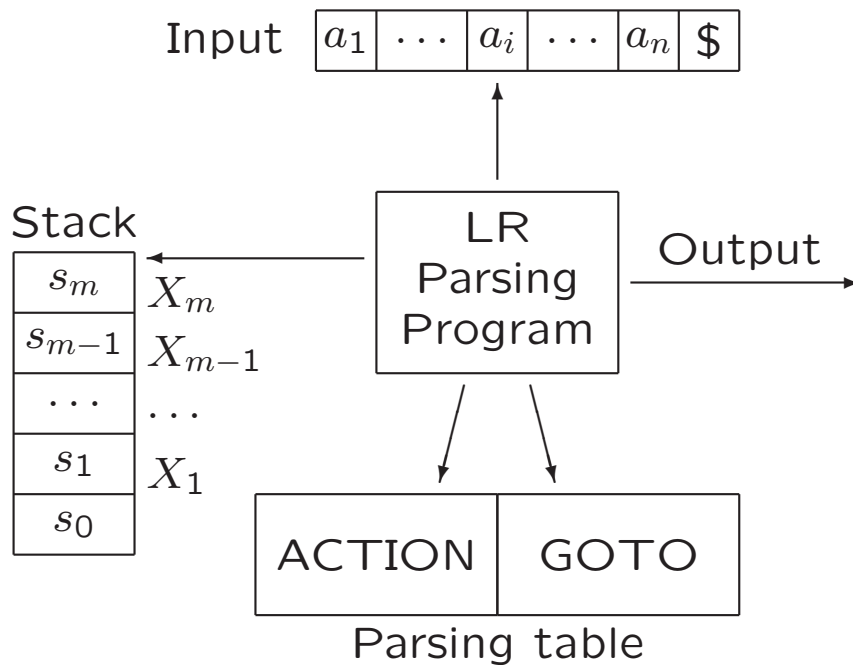 Input a₁ ⋯ aᵢ ⋯ aₙ $
LR
Parsing
Program
Output
Stack
sₘ Xₘ
sₘ₋₁ Xₘ₋₁
⋯ ⋯
s₁ X₁
s₀
ACTION GOTO
Parsing table